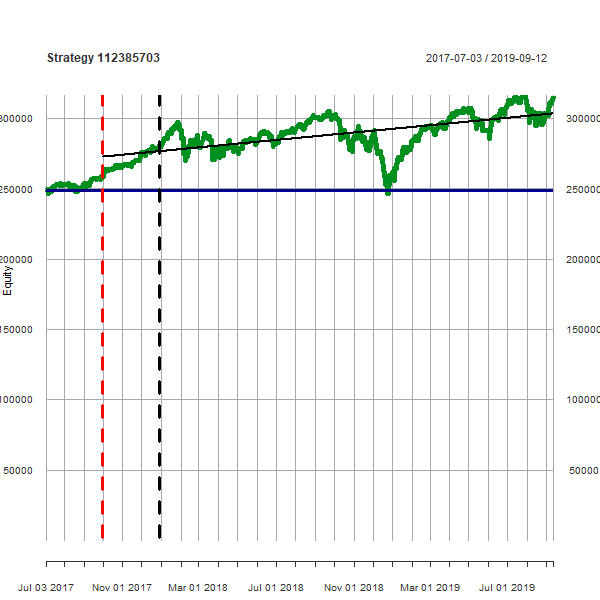 Strategy 112385703 2017-07-03 / 2019-09-12
300000 300000
250000 250000
200000 200000
Equity
150000 150000
100000 100000
50000 50000
Jul 03 2017 Nov 01 2017 Mar 01 2018 Jul 01 2018 Nov 01 2018 Mar 01 2019 Jul 01 2019